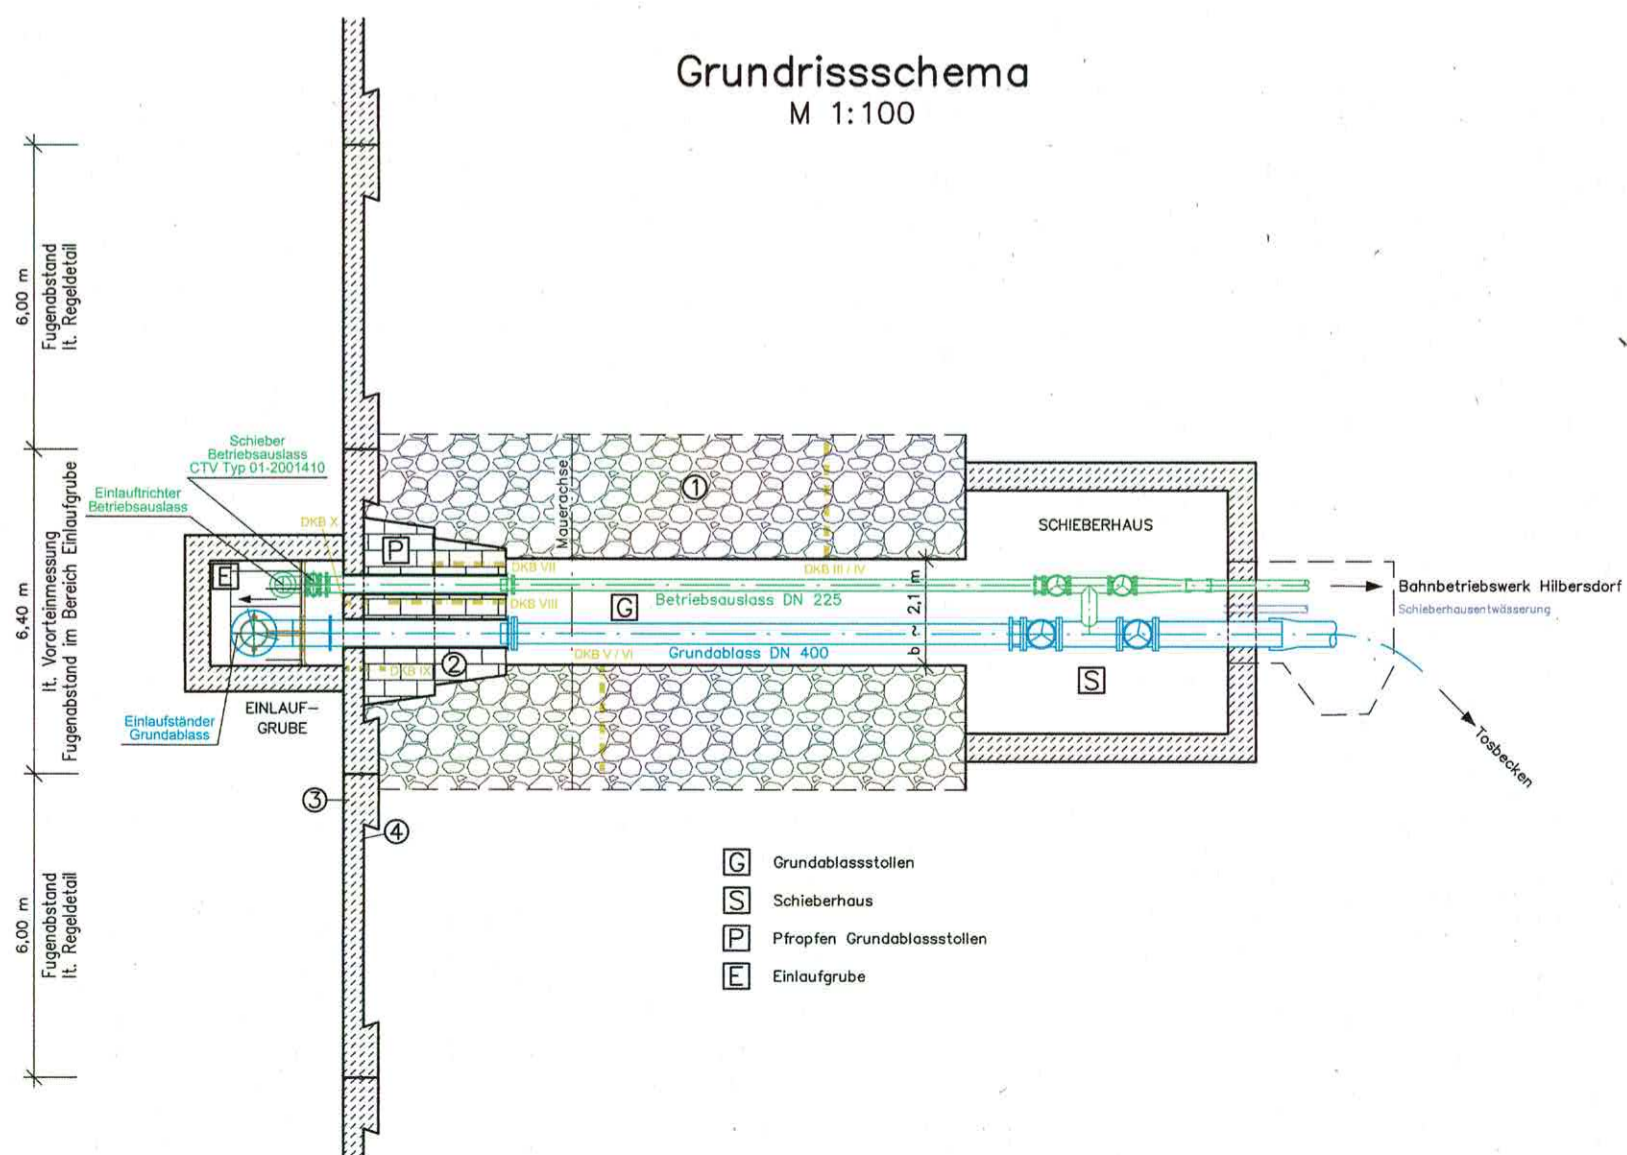 Grundrissschema
M 1:100
6,00 m
Fugenabstand
lt. Regeldetail
6,40 m
lt. Vororteinmessung
Fugenabstand im Bereich Einlaufgrube
6,00 m
Fugenabstand
lt. Regeldetail
Schieber
Betriebsauslass
CTV Typ 01-2001410
Einlauftrichter
Betriebsauslass
DKB X
E
P
Mauerachse
1
SCHIEBERHAUS
DKB VII
DKB III / IV
DKB VIII
G
Betriebsauslass DN 225
b ~ 2,1 m
Bahnbetriebswerk Hilbersdorf
Schieberhausentwässerung
DKB V / VI
Grundablass DN 400
DKB IX
2
S
Einlaufständer
Grundablass
EINLAUF-
GRUBE
Tosbecken
3
4
G Grundablassstollen
S Schieberhaus
P Pfropfen Grundablassstollen
E Einlaufgrube